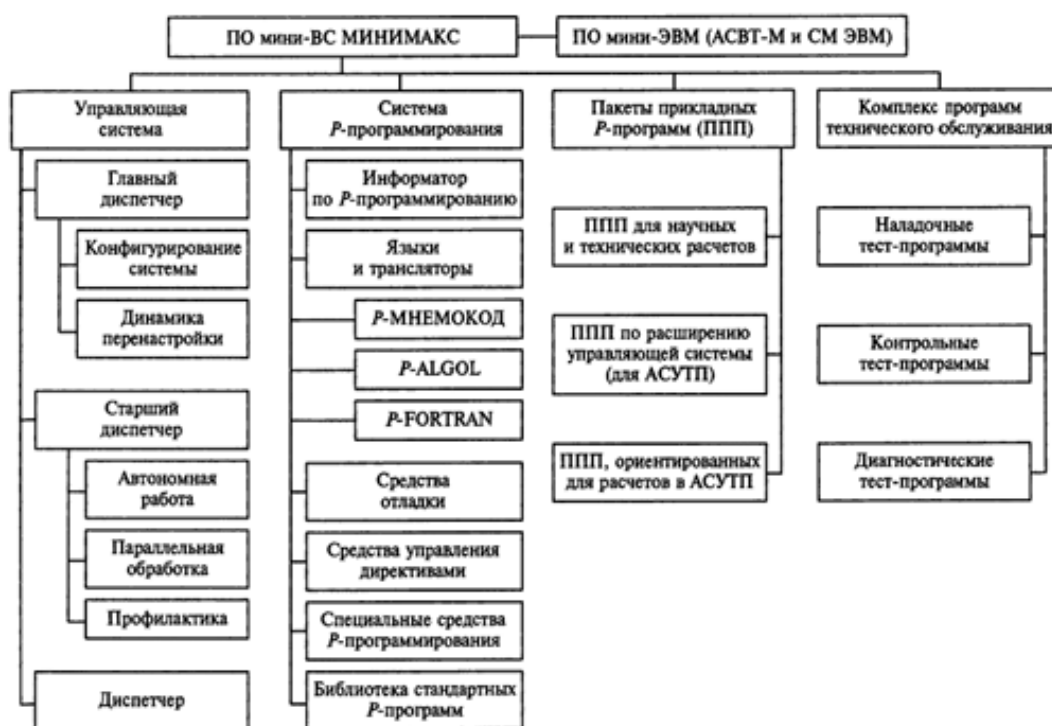 ПО мини-ВС МИНИМАКС
ПО мини-ЭВМ (АСВТ-М и СМ ЭВМ)
Управляющая
система
Главный
диспетчер
Конфигурирование
системы
Динамика
перенастройки
Старший
диспетчер
Автономная
работа
Параллельная
обработка
Профилактика
Диспетчер
Система
Р-программирования
Информатор
по Р-программированию
Языки
и трансляторы
Р-МНЕМОКОД
P-ALGOL
P-FORTRAN
Средства
отладки
Средства управления
директивами
Специальные средства
Р-программирования
Библиотека стандартных
Р-программ
Пакеты прикладных
Р-программ (ППП)
ППП для научных
и технических расчетов
ППП по расширению
управляющей системы
(для АСУТП)
ППП, ориентированных
для расчетов в АСУТП
Комплекс программ
технического обслуживания
Наладочные
тест-программы
Контрольные
тест-программы
Диагностические
тест-программы